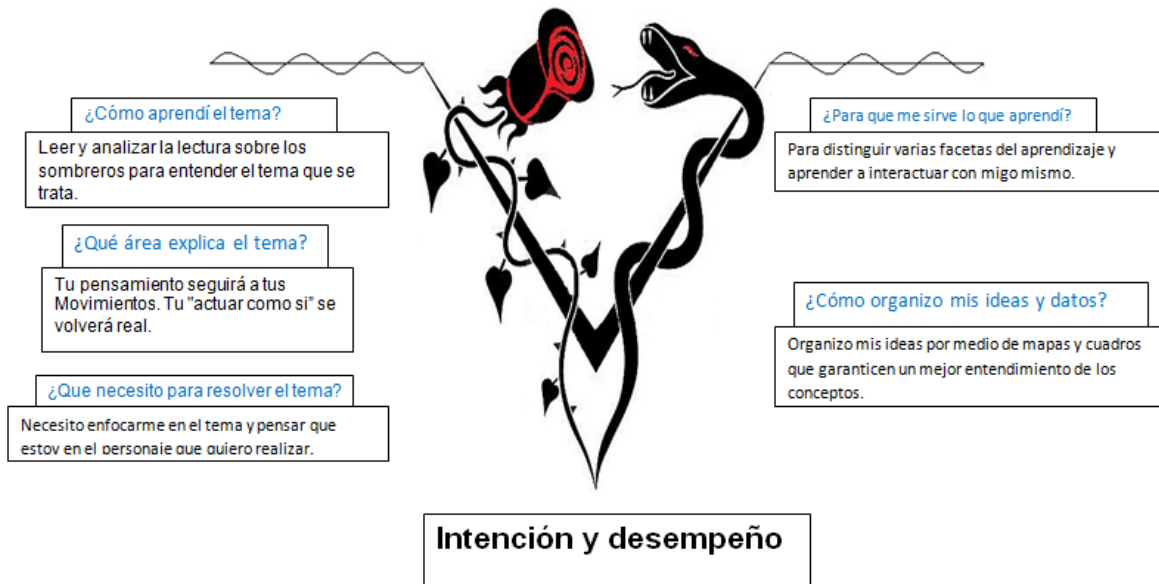 ¿Cómo aprendí el tema?
Leer y analizar la lectura sobre los
sombreros para entender el tema que se
trata.
¿Qué área explica el tema?
Tu pensamiento seguirá a tus
Movimientos. Tu "actuar como si" se
volverá real.
¿Que necesito para resolver el tema?
Necesito enfocarme en el tema y pensar que
estoy en el personaje que quiero realizar.
¿Para que me sirve lo que aprendí?
Para distinguir varias facetas del aprendizaje y
aprender a interactuar con migo mismo.
¿Cómo organizo mis ideas y datos?
Organizo mis ideas por medio de mapas y cuadros
que garanticen un mejor entendimiento de los
conceptos.
Intención y desempeño